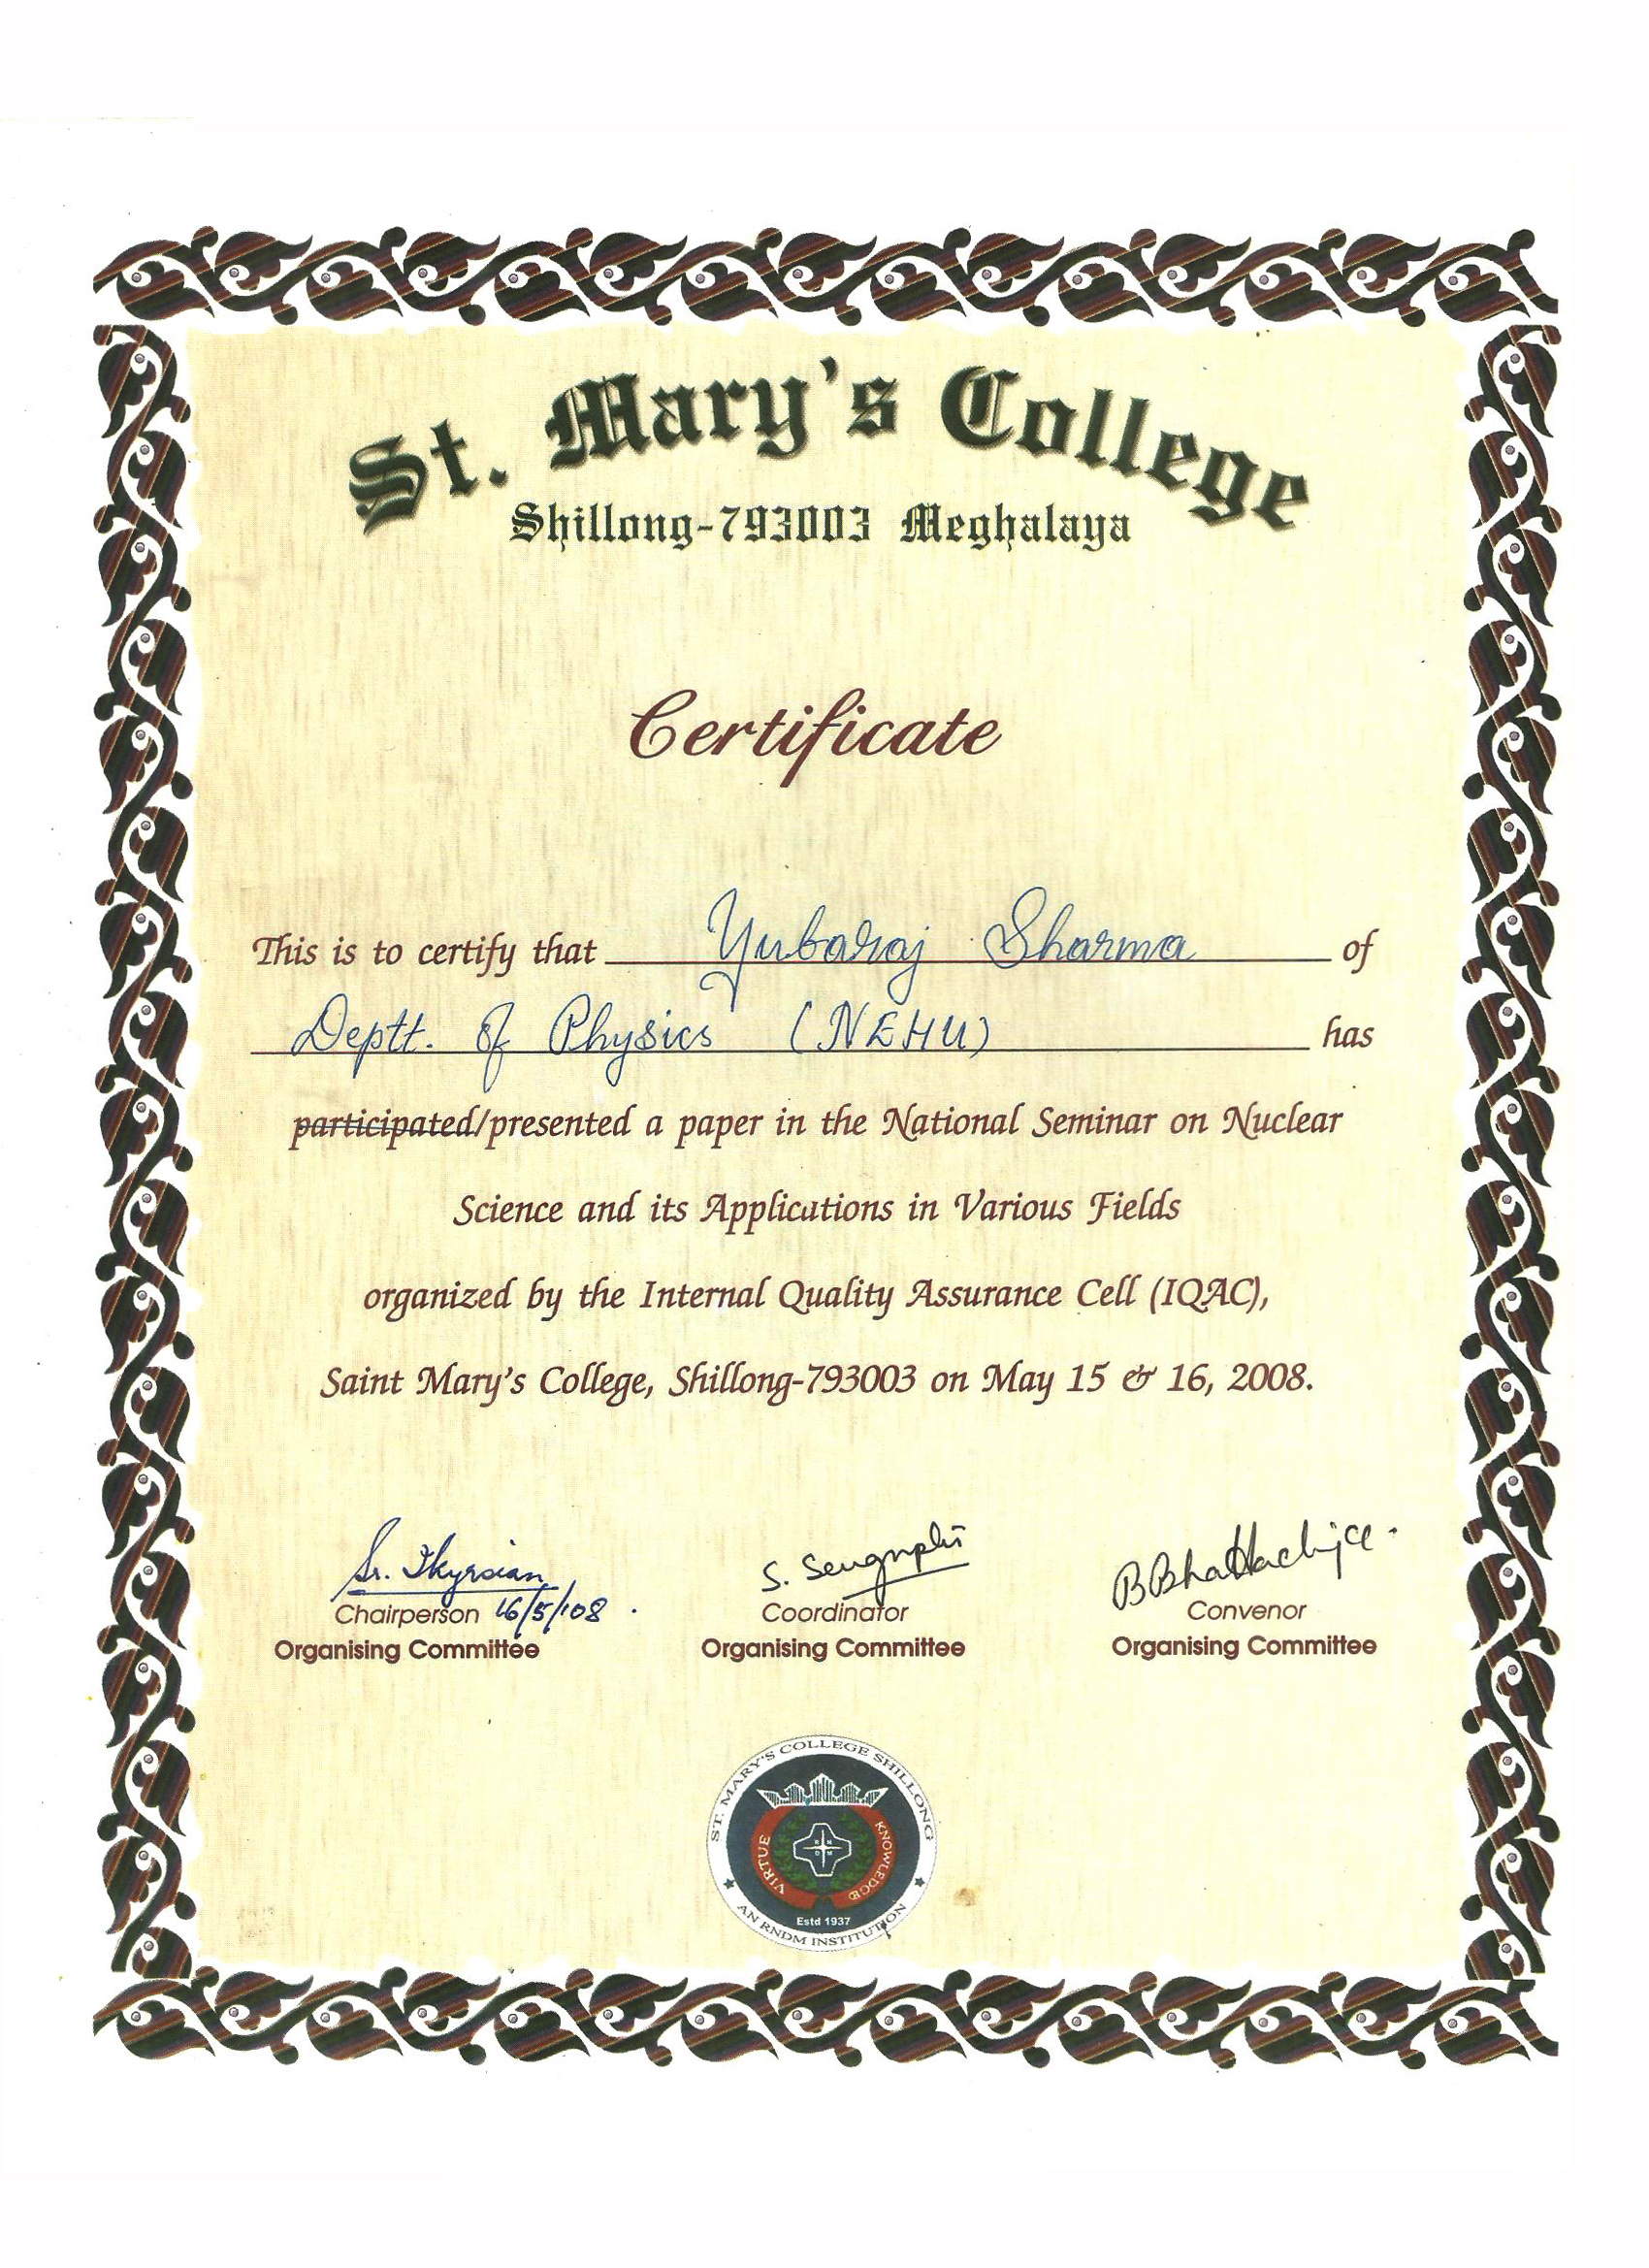 St. Mary's College
Shillong-793003 Meghalaya
Certificate
This is to certify that Yubaraj Sharma of
Deptt. of Physics (NEHU) has
participated/presented a paper in the National Seminar on Nuclear
Science and its Applications in Various Fields
organized by the Internal Quality Assurance Cell (IQAC),
Saint Mary's College, Shillong-793003 on May 15 & 16, 2008.
Sr. S. Sengupta B Bhattacharjee
Chairperson 16/5/08 Coordinator Convenor
Organising Committee Organising Committee Organising Committee
ST. MARY'S COLLEGE SHILLONG
VIRTUE KNOWLEDGE
R N
D M
Estd 1937
AN RNDM INSTITUTION